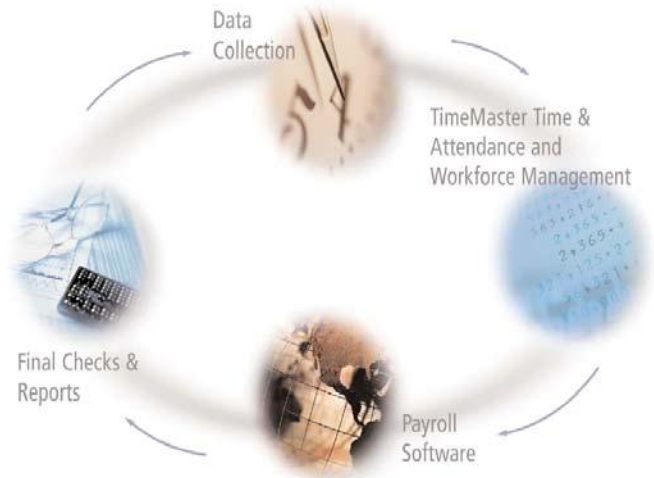 Data
Collection
TimeMaster Time &
Attendance and
Workforce Management
Payroll
Software
Final Checks &
Reports